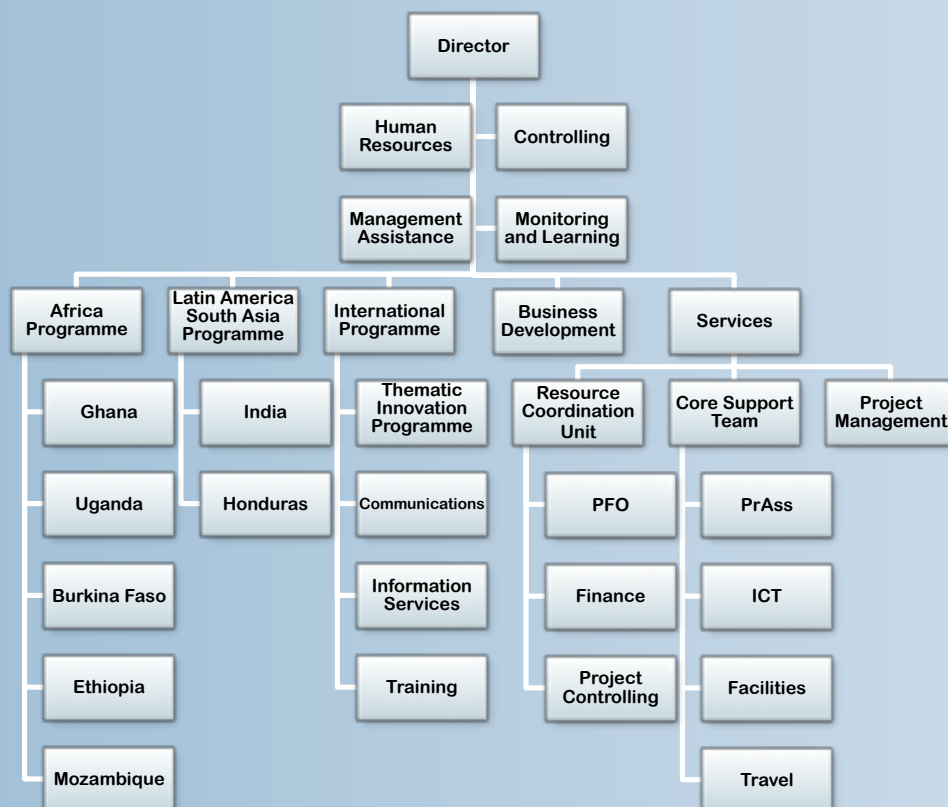 Director
Human
Resources
Controlling
Management
Assistance
Monitoring
and Learning
Africa
Programme
Latin America
South Asia
Programme
International
Programme
Business
Development
Services
Ghana
Uganda
Burkina Faso
Ethiopia
Mozambique
India
Honduras
Thematic
Innovation
Programme
Communications
Information
Services
Training
Resource
Coordination
Unit
PFO
Finance
Project
Controlling
Core Support
Team
PrAss
ICT
Facilities
Travel
Project
Management